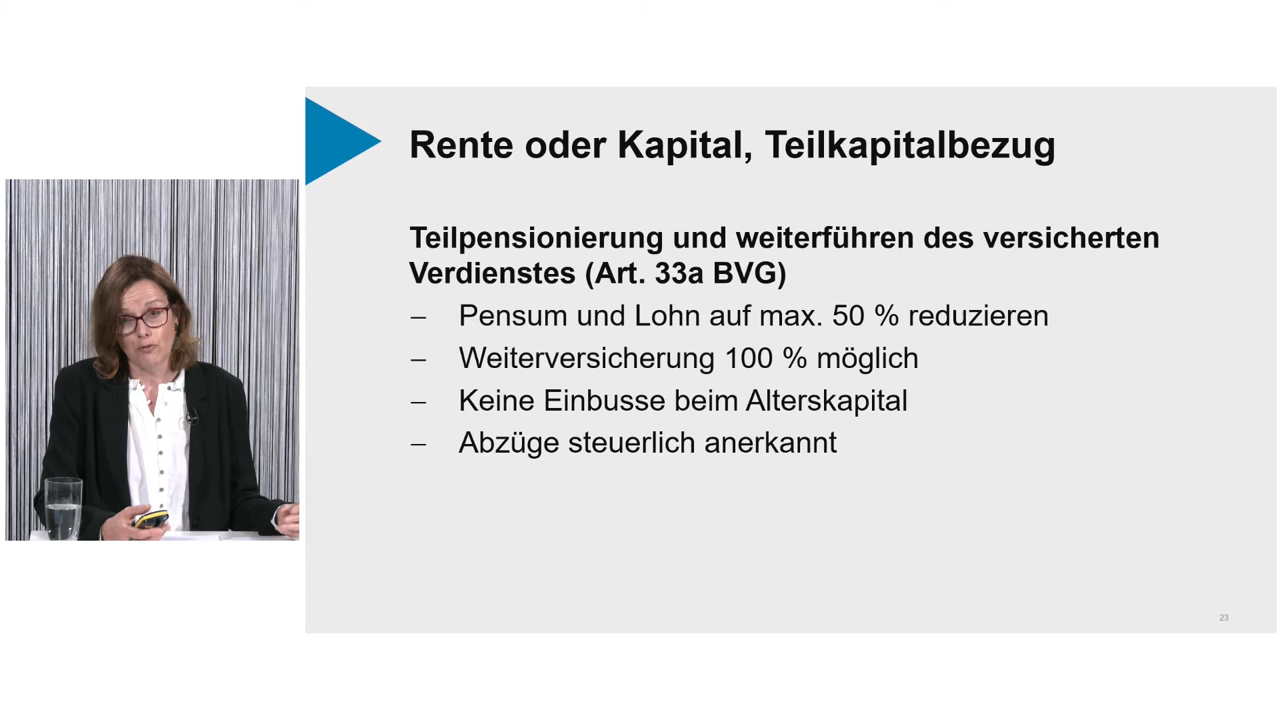 Rente oder Kapital, Teilkapitalbezug
Teilpensionierung und weiterführen des versicherten
Verdienstes (Art. 33a BVG)
– Pensum und Lohn auf max. 50 % reduzieren
– Weiterversicherung 100 % möglich
– Keine Einbusse beim Alterskapital
– Abzüge steuerlich anerkannt
23